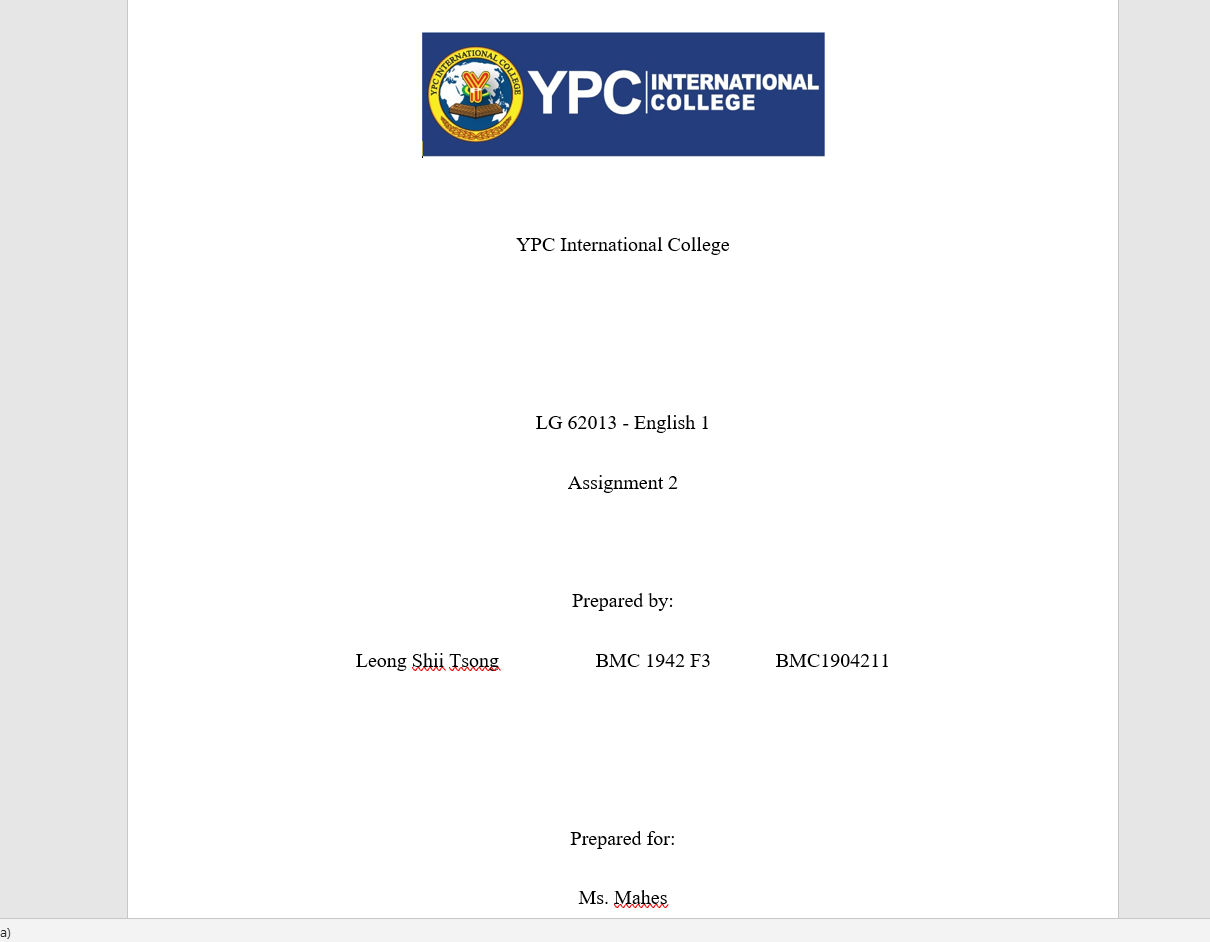 YPC INTERNATIONAL COLLEGE
YPC INTERNATIONAL
COLLEGE
YPC International College
LG 62013 - English 1
Assignment 2
Prepared by:
Leong Shii Tsong BMC 1942 F3 BMC1904211
Prepared for:
Ms. Mahes
a)